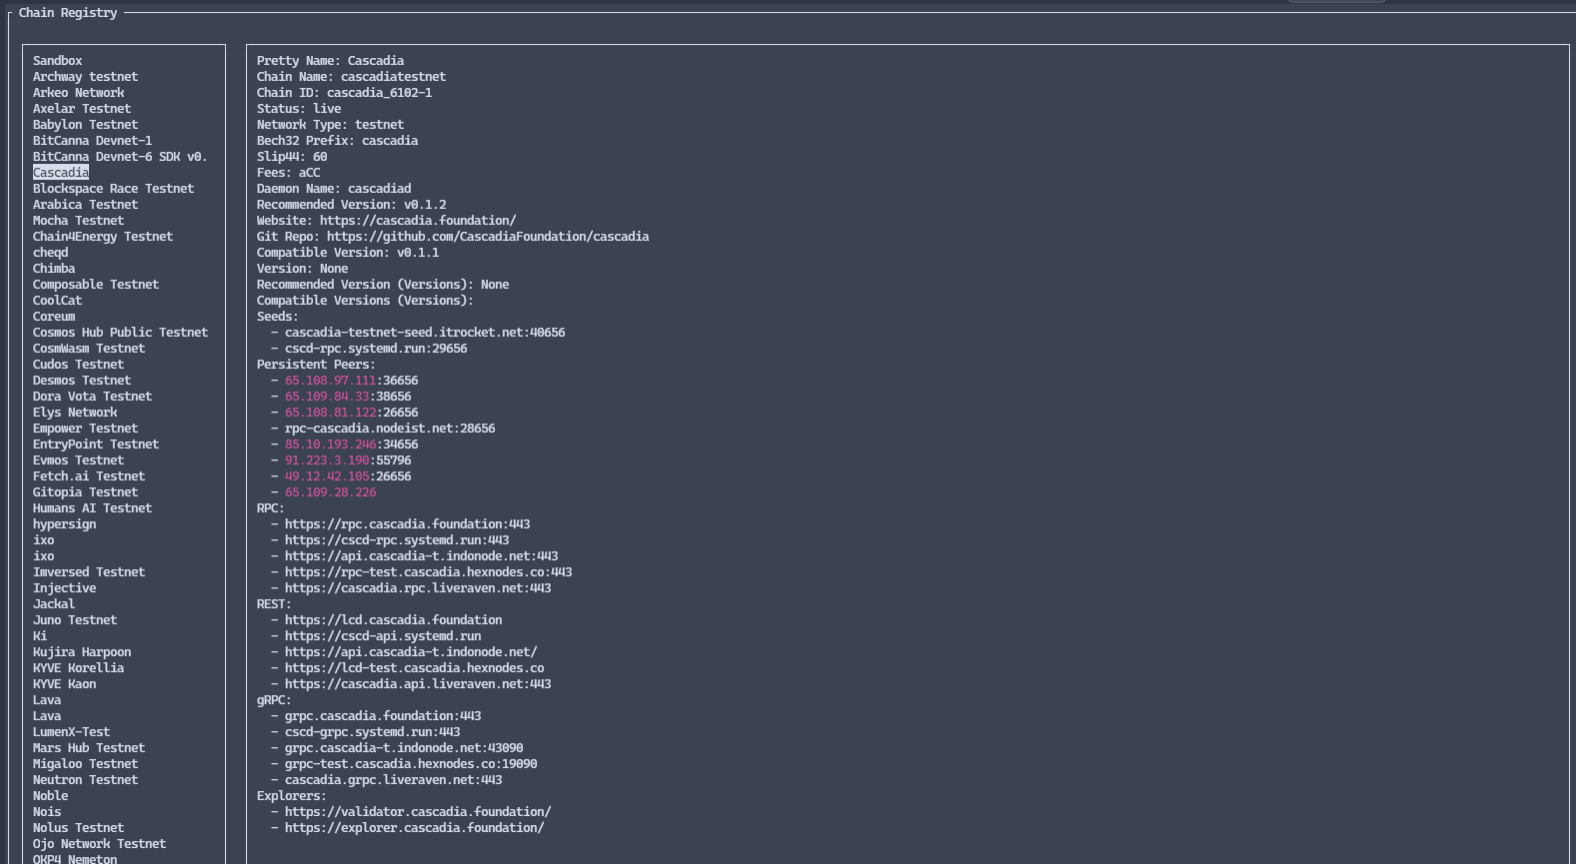 Chain Registry
Sandbox
Archway testnet
Arkeo Network
Axelar Testnet
Babylon Testnet
BitCanna Devnet-1
BitCanna Devnet-6 SDK v0.
Cascadia
Blockspace Race Testnet
Arabica Testnet
Mocha Testnet
Chain4Energy Testnet
cheqd
Chimba
Composable Testnet
CoolCat
Coreum
Cosmos Hub Public Testnet
CosmWasm Testnet
Cudos Testnet
Desmos Testnet
Dora Vota Testnet
Elys Network
Empower Testnet
EntryPoint Testnet
Evmos Testnet
Fetch.ai Testnet
Gitopia Testnet
Humans AI Testnet
hypersign
ixo
ixo
Imversed Testnet
Injective
Jackal
Juno Testnet
Ki
Kujira Harpoon
KYVE Korellia
KYVE Kaon
Lava
Lava
LumenX-Test
Mars Hub Testnet
Migaloo Testnet
Neutron Testnet
Noble
Nois
Nolus Testnet
Ojo Network Testnet
OKP4 Nemeton
Pretty Name: Cascadia
Chain Name: cascadiatestnet
Chain ID: cascadia_6102-1
Status: live
Network Type: testnet
Bech32 Prefix: cascadia
Slip44: 60
Fees: aCC
Daemon Name: cascadiad
Recommended Version: v0.1.2
Website: https://cascadia.foundation/
Git Repo: https://github.com/CascadiaFoundation/cascadia
Compatible Version: v0.1.1
Version: None
Recommended Version (Versions): None
Compatible Versions (Versions):
Seeds:
- cascadia-testnet-seed.itrocket.net:40656
- cscd-rpc.systemd.run:29656
Persistent Peers:
- 65.108.97.111:36656
- 65.109.84.33:38656
- 65.108.81.122:26656
- rpc-cascadia.nodeist.net:28656
- 85.10.193.246:34656
- 91.223.3.190:55796
- 49.12.42.105:26656
- 65.109.28.226
RPC:
- https://rpc.cascadia.foundation:443
- https://cscd-rpc.systemd.run:443
- https://api.cascadia-t.indonode.net:443
- https://rpc-test.cascadia.hexnodes.co:443
- https://cascadia.rpc.liveraven.net:443
REST:
- https://lcd.cascadia.foundation
- https://cscd-api.systemd.run
- https://api.cascadia-t.indonode.net/
- https://lcd-test.cascadia.hexnodes.co
- https://cascadia.api.liveraven.net:443
gRPC:
- grpc.cascadia.foundation:443
- cscd-grpc.systemd.run:443
- grpc.cascadia-t.indonode.net:43090
- grpc-test.cascadia.hexnodes.co:19090
- cascadia.grpc.liveraven.net:443
Explorers:
- https://validator.cascadia.foundation/
- https://explorer.cascadia.foundation/